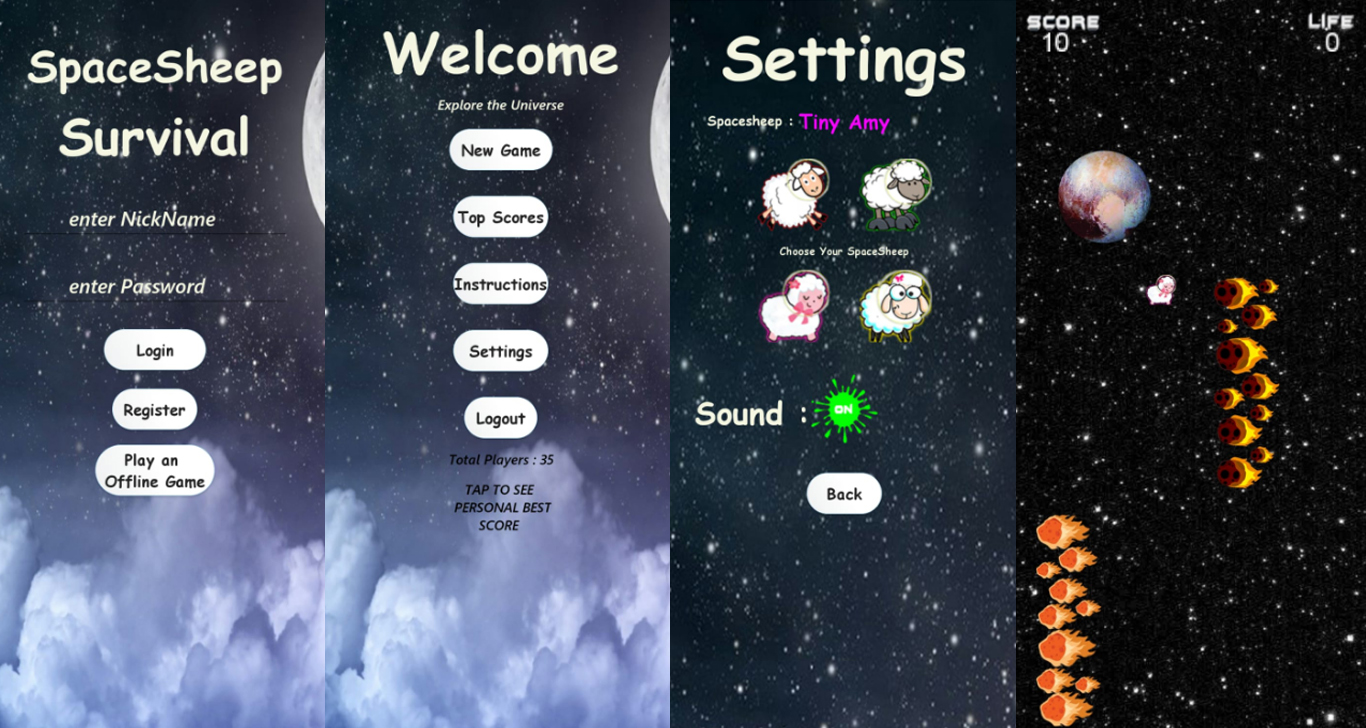 SpaceSheep
Survival
enter NickName
enter Password
Login
Register
Play an
Offline Game
Welcome
Explore the Universe
New Game
Top Scores
Instructions
Settings
Logout
Total Players : 35
TAP TO SEE
PERSONAL BEST
SCORE
Settings
Spacesheep : Tiny Amy
Choose Your SpaceSheep
Sound : ON
Back
SCORE
10
LIFE
0